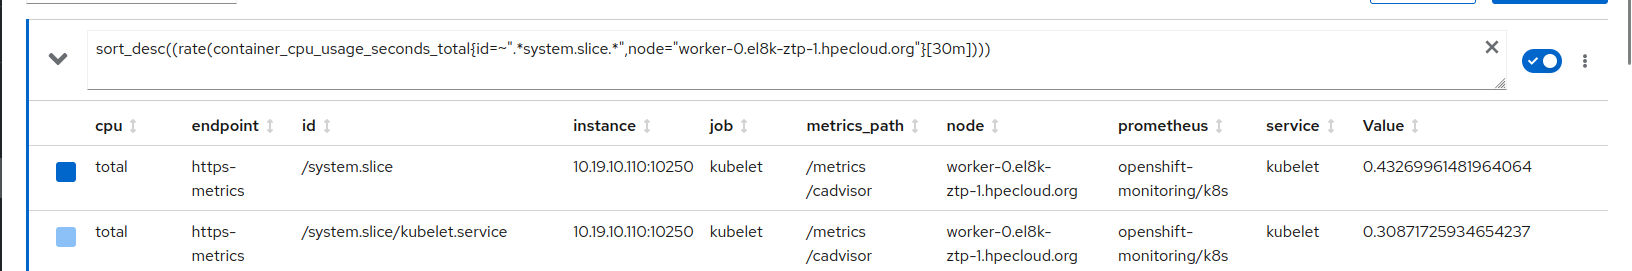 sort_desc((rate(container_cpu_usage_seconds_total{id=~".*system.slice.*",node="worker-0.el8k-ztp-1.hpecloud.org"}[30m])))
cpu endpoint id instance job metrics_path node prometheus service Value
total https- /system.slice 10.19.10.110:10250 kubelet /metrics worker-0.el8k- openshift- kubelet 0.43269961481964064
metrics /cadvisor ztp-1.hpecloud.org monitoring/k8s
total https- /system.slice/kubelet.service 10.19.10.110:10250 kubelet /metrics worker-0.el8k- openshift- kubelet 0.30871725934654237
metrics /cadvisor ztp-1.hpecloud.org monitoring/k8s